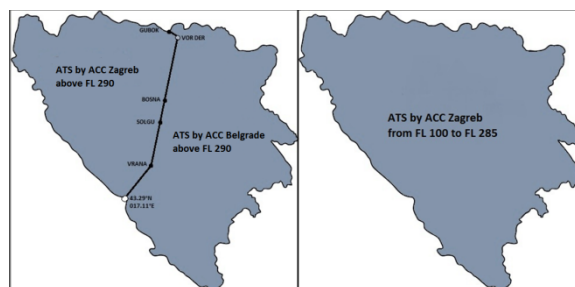 GUBOK
VOR DER
ATS by ACC Zagreb
above FL 290
BOSNA
SOLGU
ATS by ACC Belgrade
above FL 290
VRANA
43.29°N
017.11°E
ATS by ACC Zagreb
from FL 100 to FL 285